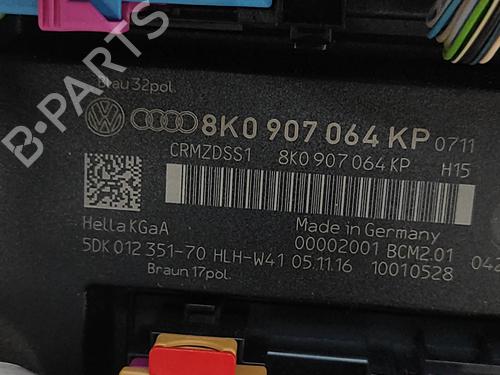 B-PARTS
Blau 32pol.
8K0 907 064 KP 0711
CRMZDSS1 8K0 907 064 KP H15
Hella KGaA Made in Germany
00002001 BCM2.01 042
5DK 012 351-70 HLH-W41 05.11.16 10010528
Braun 17pol.